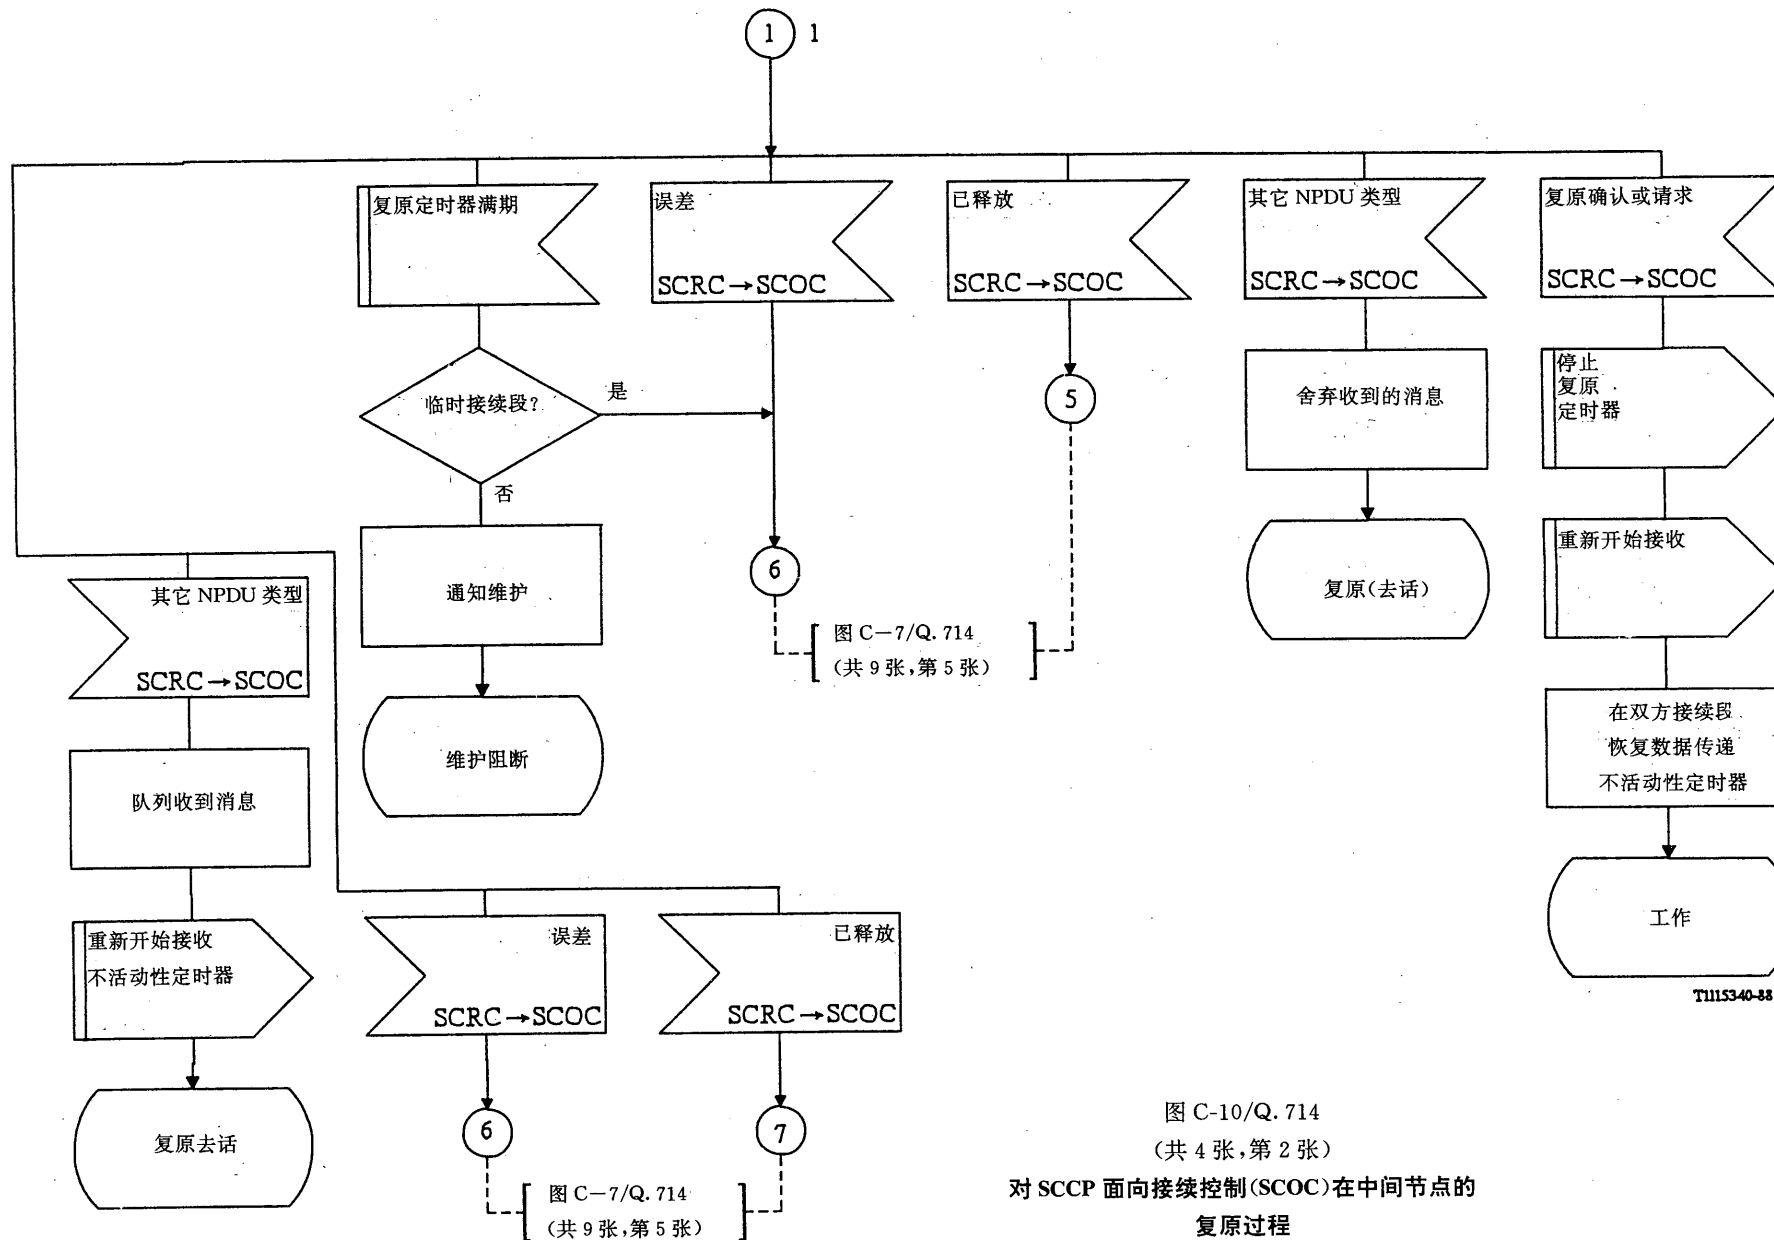 1 1
复原定时器满期
误差
SCRC→SCOC
已释放
SCRC→SCOC
其它 NPDU 类型
SCRC→SCOC
复原确认或请求
SCRC→SCOC
临时接续段?
是
否
5
舍弃收到的消息
停止
复原
定时器
通知维护
6
图 C-7/Q. 714
(共 9 张,第 5 张)
复原(去话)
重新开始接收
其它 NPDU 类型
SCRC→SCOC
维护阻断
在双方接续段
恢复数据传递
不活动性定时器
队列收到消息
工作
T1115340-88
重新开始接收
不活动性定时器
误差
SCRC→SCOC
已释放
SCRC→SCOC
复原去话
6
7
图 C-7/Q. 714
(共 9 张,第 5 张)
图 C-10/Q. 714
(共 4 张,第 2 张)
对 SCCP 面向接续控制(SCOC)在中间节点的
复原过程